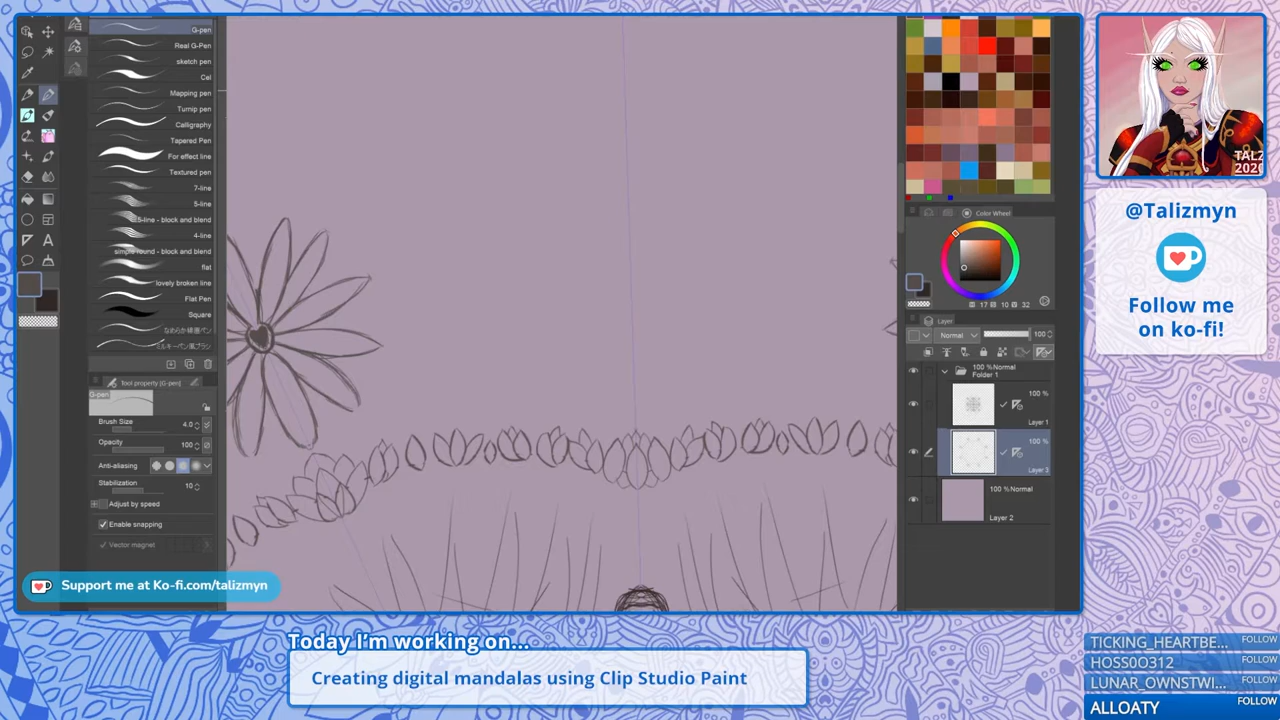 G-pen
Real G-Pen
sketch pen
Cel
Mapping pen
Turnip pen
Calligraphy
Tapered Pen
For effect line
Textured pen
7-line
5-line
5-line - block and blend
4-line
simple round - block and blend
flat
lovely broken line
Flat Pen
Square
Tool property [G-pen]
G-pen
Brush Size
4.0
Opacity
100
Anti-aliasing
Stabilization
10
Adjust by speed
Enable snapping
Vector magnet
Color Wheel
17 10 32
Layer
Normal
100
100 % Normal
Folder 1
100 %
Layer 1
100 %
Layer 3
100 % Normal
Layer 2
Support me at Ko-fi.com/talizmyn
Today I'm working on...
Creating digital mandalas using Clip Studio Paint
TALZ
2020
@Talizmyn
Follow me
on ko-fi!
TICKING_HEARTBE... FOLLOW
HOSS0O312 FOLLOW
LUNAR_OWNSTWI... FOLLOW
ALLOATY FOLLOW